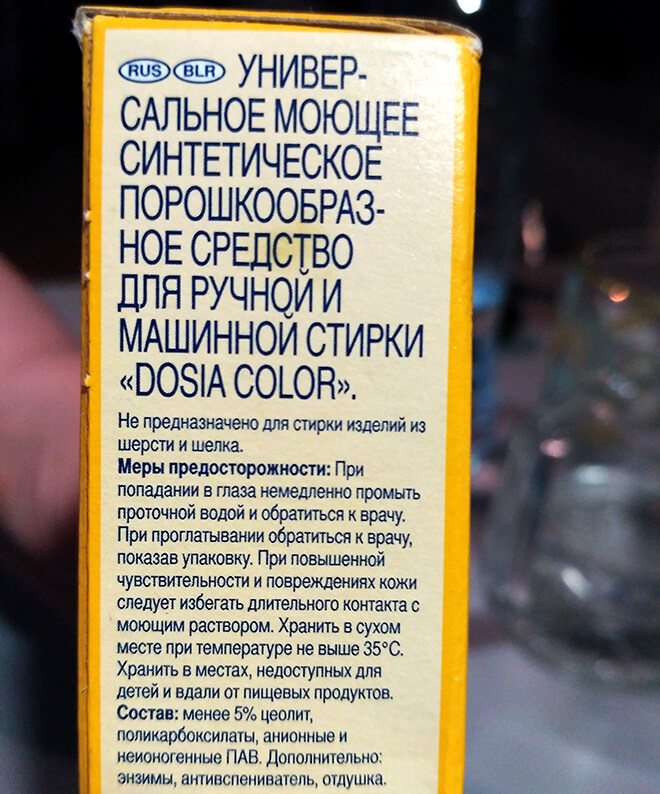 RUS BLR УНИВЕР-
САЛЬНОЕ МОЮЩЕЕ
СИНТЕТИЧЕСКОЕ
ПОРОШКООБРАЗ-
НОЕ СРЕДСТВО
ДЛЯ РУЧНОЙ И
МАШИННОЙ СТИРКИ
«DOSIA COLOR».
Не предназначено для стирки изделий из
шерсти и шелка.
Меры предосторожности: При
попадании в глаза немедленно промыть
проточной водой и обратиться к врачу.
При проглатывании обратиться к врачу,
показав упаковку. При повышенной
чувствительности и повреждениях кожи
следует избегать длительного контакта с
моющим раствором. Хранить в сухом
месте при температуре не выше 35°С.
Хранить в местах, недоступных для
детей и вдали от пищевых продуктов.
Состав: менее 5% цеолит,
поликарбоксилаты, анионные и
неионогенные ПАВ. Дополнительно:
энзимы, антивспениватель, отдушка.